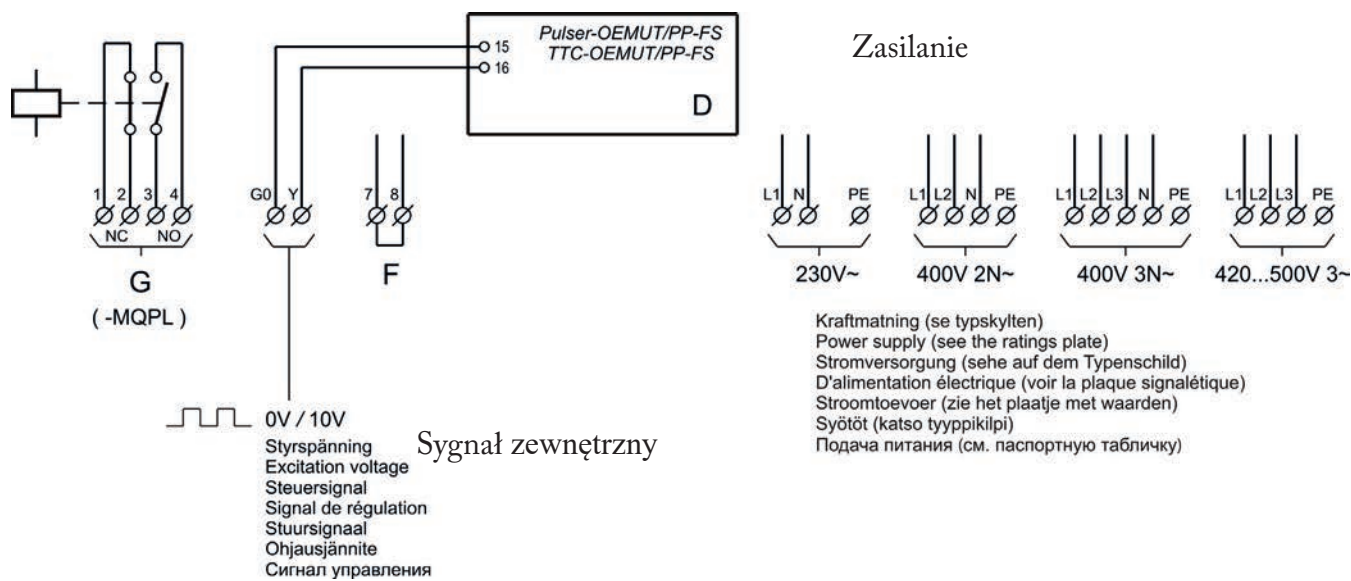 Pulser-OEMUT/PP-FS
TTC-OEMUT/PP-FS
15
16
D
Zasilanie
1 2 3 4
NC NO
G
( -MQPL )
G0 Y
7 8
F
L1 N PE
230V~
L1 L2 N PE
400V 2N~
L1 L2 L3 N PE
400V 3N~
L1 L2 L3 PE
420...500V 3~
Kraftmatning (se typskylten)
Power supply (see the ratings plate)
Stromversorgung (sehe auf dem Typenschild)
D'alimentation électrique (voir la plaque signalétique)
Stroomtoevoer (zie het plaatje met waarden)
Syötöt (katso tyyppikilpi)
Подача питания (см. паспортную табличку)
0V / 10V
Sygnał zewnętrzny
Styrspänning
Excitation voltage
Steuersignal
Signal de régulation
Stuursignaal
Ohjausjännite
Сигнал управления